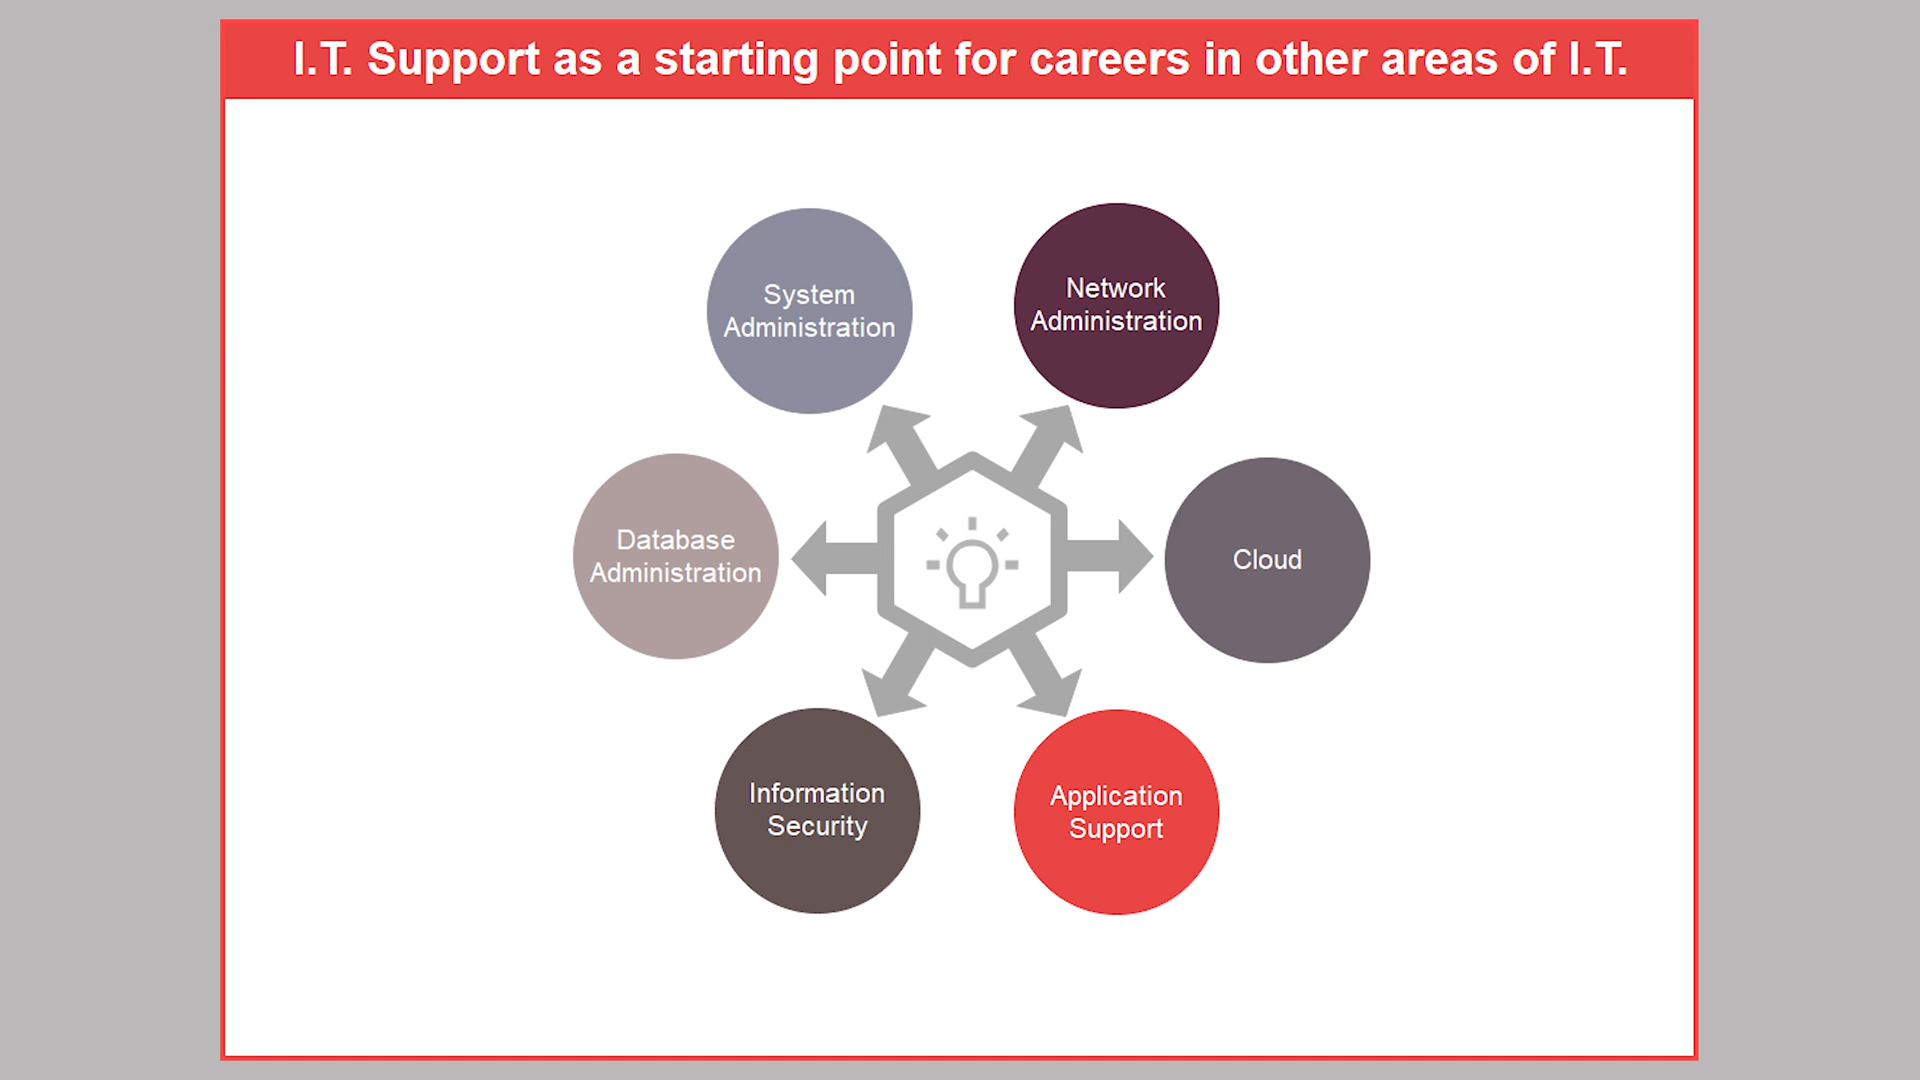 I.T. Support as a starting point for careers in other areas of I.T.
System
Administration
Network
Administration
Database
Administration
Cloud
Information
Security
Application
Support